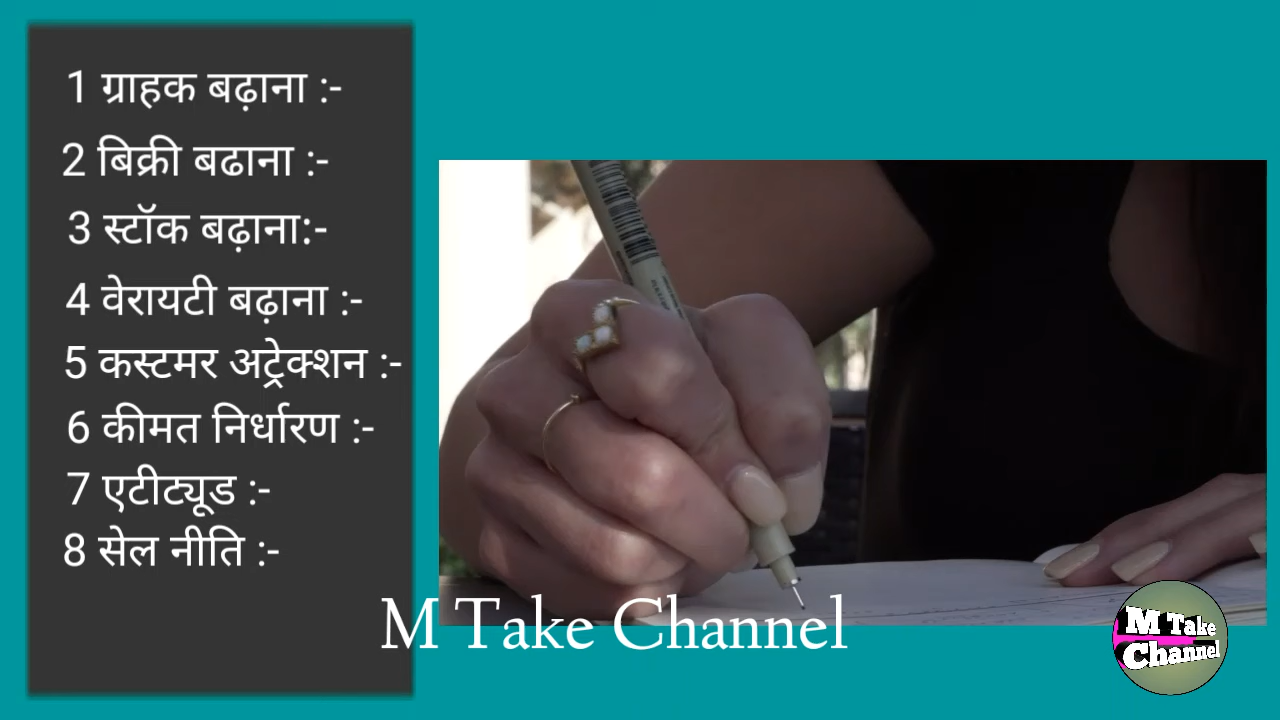 1 ग्राहक बढ़ाना :-
2 बिक्री बढाना :-
3 स्टॉक बढ़ाना:-
4 वेरायटी बढ़ाना :-
5 कस्टमर अट्रेक्शन :-
6 कीमत निर्धारण :-
7 एटीट्यूड :-
8 सेल नीति :-
M Take Channel
M Take
Channel